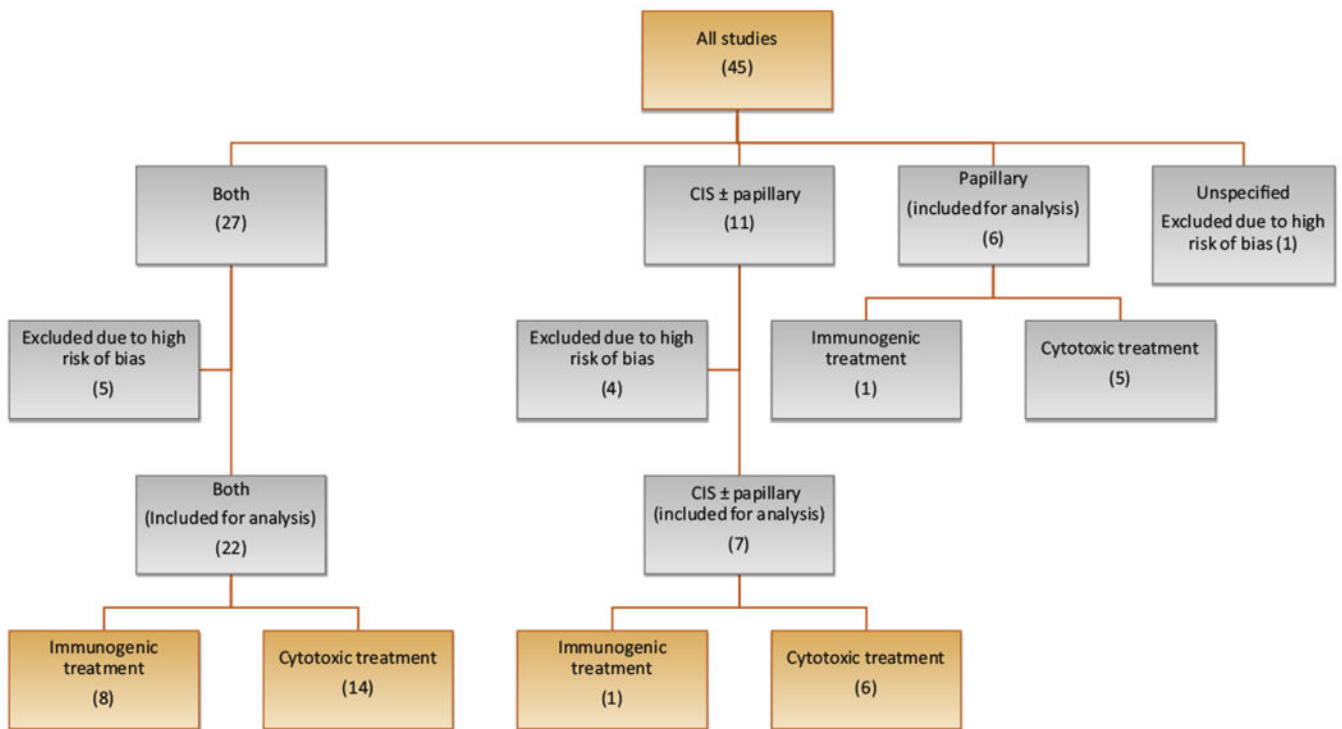 All studies
(45)
Both
(27)
CIS ± papillary
(11)
Papillary
(included for analysis)
(6)
Unspecified
Excluded due to high
risk of bias (1)
Excluded due to high
risk of bias
(5)
Excluded due to high
risk of bias
(4)
Immunogenic
treatment
(1)
Cytotoxic treatment
(5)
Both
(Included for analysis)
(22)
CIS ± papillary
(included for analysis)
(7)
Immunogenic
treatment
(8)
Cytotoxic treatment
(14)
Immunogenic
treatment
(1)
Cytotoxic treatment
(6)